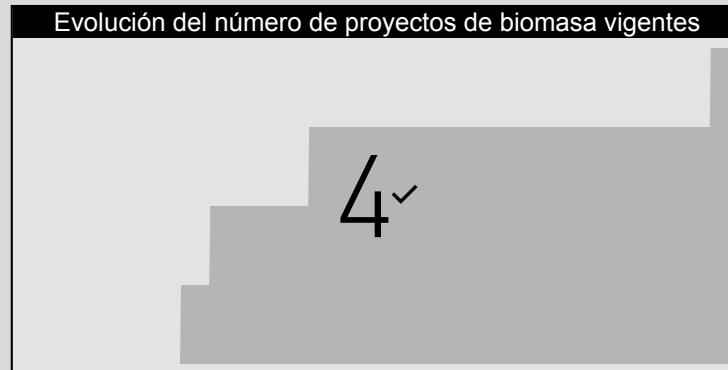 Evolución del número de proyectos de biomasa vigentes
4✓